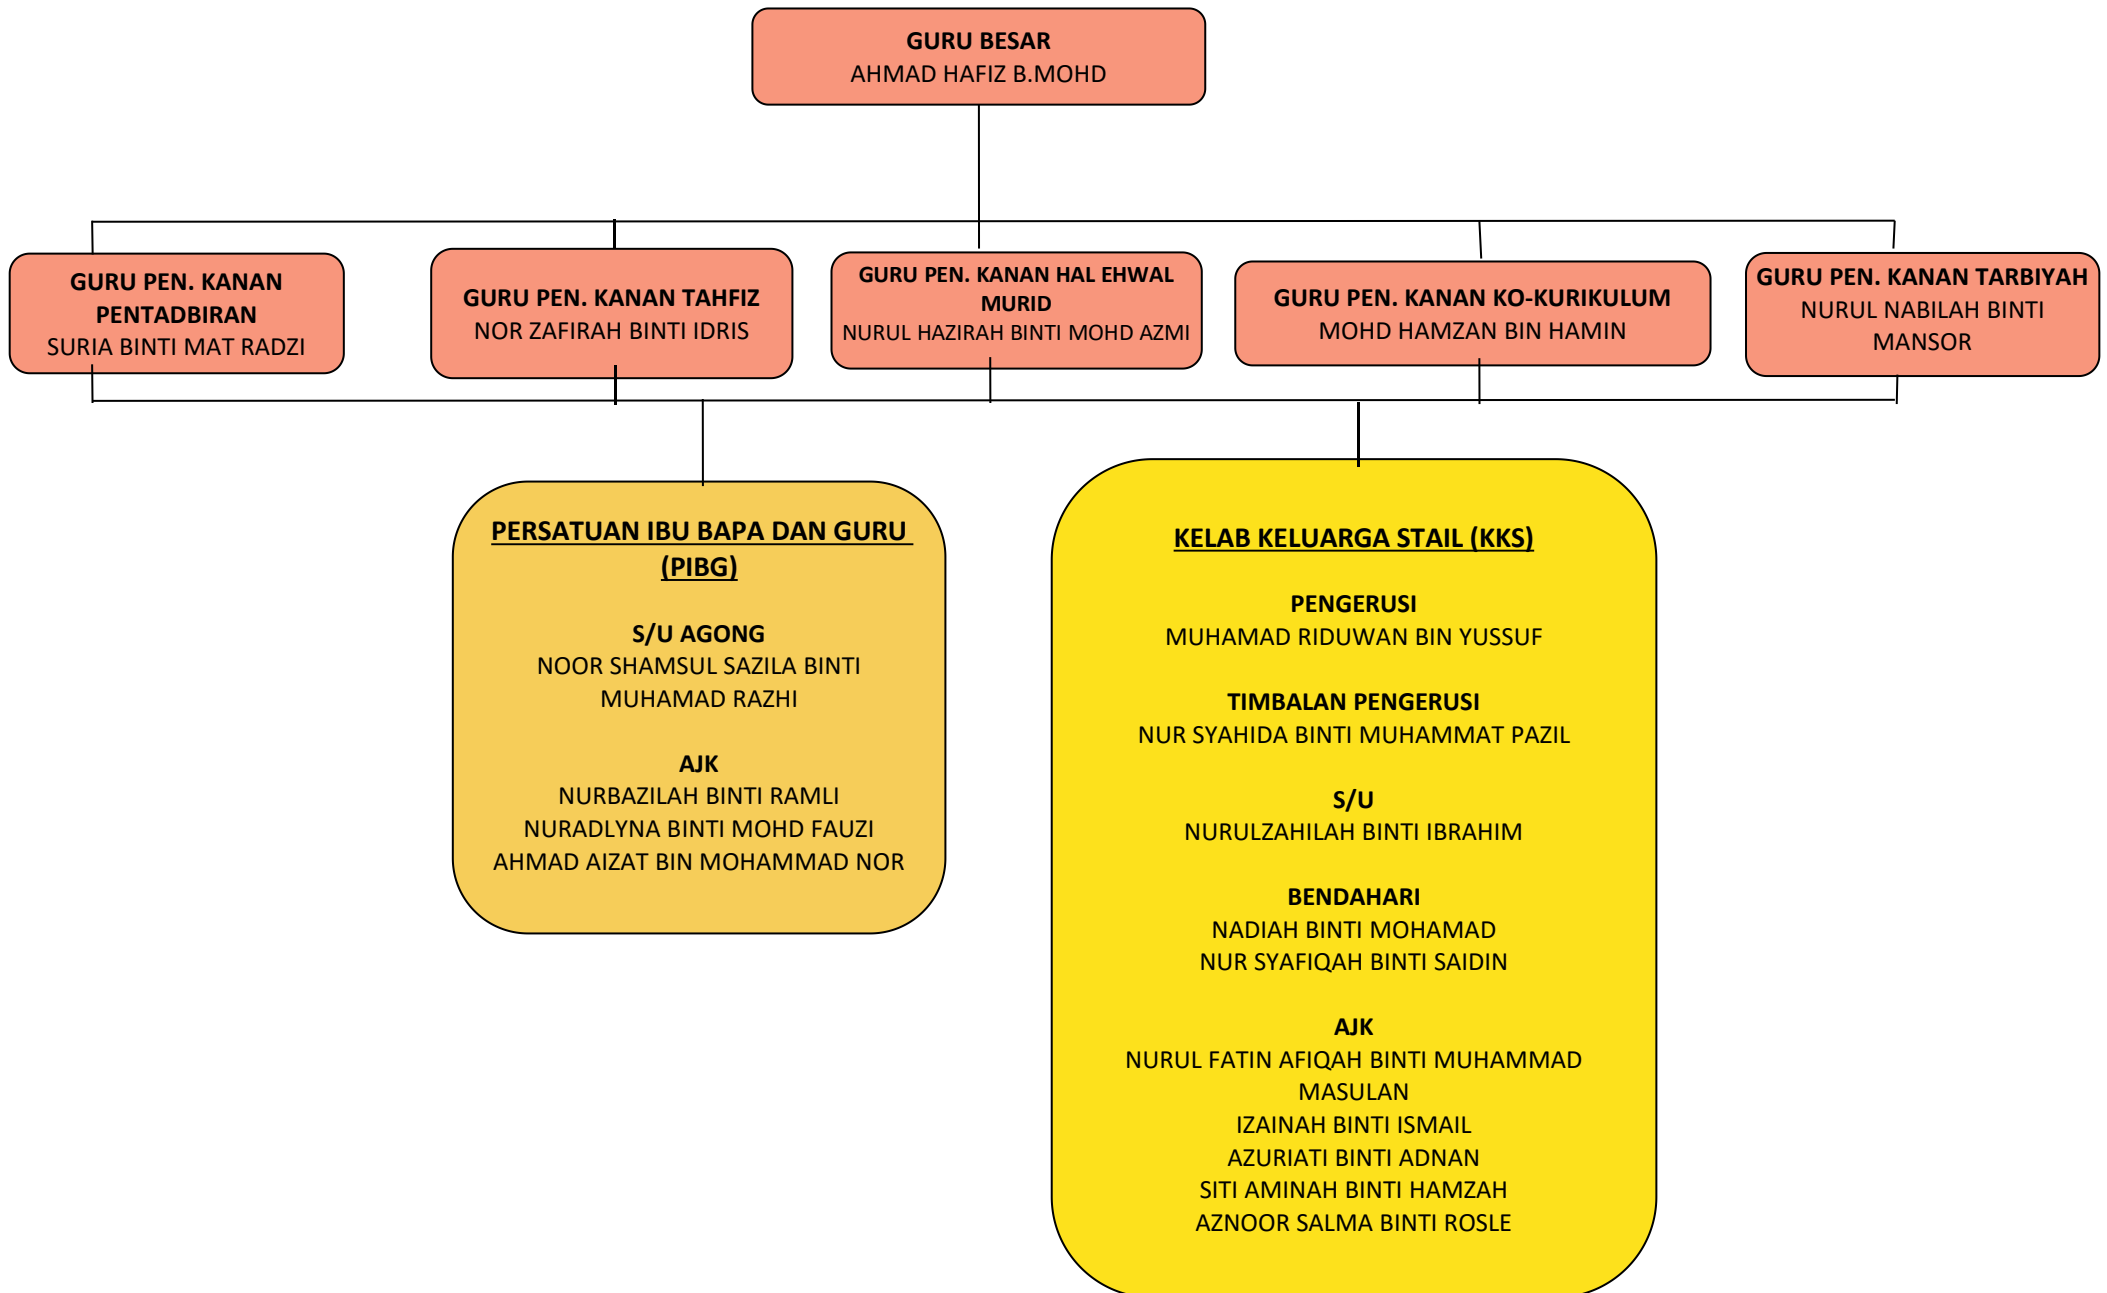 GURU BESAR
AHMAD HAFIZ B.MOHD
GURU PEN. KANAN
PENTADBIRAN
SURIA BINTI MAT RADZI
GURU PEN. KANAN TAHFIZ
NOR ZAFIRAH BINTI IDRIS
GURU PEN. KANAN HAL EHWAL
MURID
NURUL HAZIRAH BINTI MOHD AZMI
GURU PEN. KANAN KO-KURIKULUM
MOHD HAMZAN BIN HAMIN
GURU PEN. KANAN TARBIYAH
NURUL NABILAH BINTI
MANSOR
PERSATUAN IBU BAPA DAN GURU
(PIBG)
S/U AGONG
NOOR SHAMSUL SAZILA BINTI
MUHAMAD RAZHI
AJK
NURBAZILAH BINTI RAMLI
NURADLYNA BINTI MOHD FAUZI
AHMAD AIZAT BIN MOHAMMAD NOR
KELAB KELUARGA STAIL (KKS)
PENGERUSI
MUHAMAD RIDUWAN BIN YUSSUF
TIMBALAN PENGERUSI
NUR SYAHIDA BINTI MUHAMMAT PAZIL
S/U
NURULZAHILAH BINTI IBRAHIM
BENDAHARI
NADIAH BINTI MOHAMAD
NUR SYAFIQAH BINTI SAIDIN
AJK
NURUL FATIN AFIQAH BINTI MUHAMMAD
MASULAN
IZAINAH BINTI ISMAIL
AZURIATI BINTI ADNAN
SITI AMINAH BINTI HAMZAH
AZNOOR SALMA BINTI ROSLE